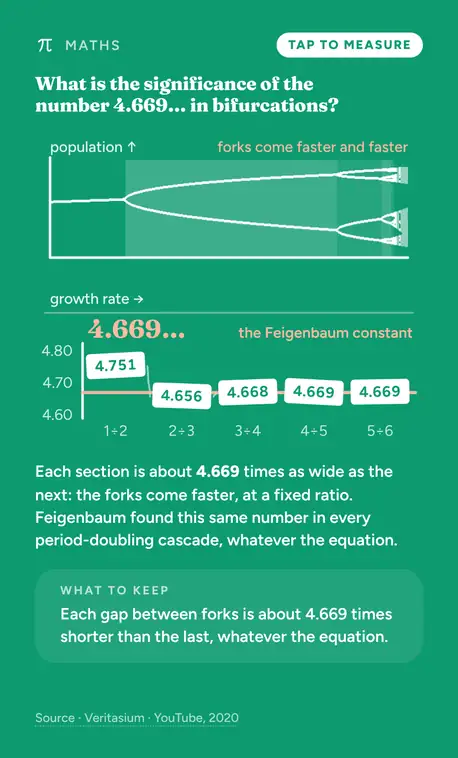 π MATHS
TAP TO MEASURE
What is the significance of the
number 4.669... in bifurcations?
population ↑
forks come faster and faster
growth rate →
4.669...
the Feigenbaum constant
4.80
4.70
4.60
4.751
4.656
4.668
4.669
4.669
1÷2
2÷3
3÷4
4÷5
5÷6
Each section is about 4.669 times as wide as the
next: the forks come faster, at a fixed ratio.
Feigenbaum found this same number in every
period-doubling cascade, whatever the equation.
WHAT TO KEEP
Each gap between forks is about 4.669 times
shorter than the last, whatever the equation.
Source · Veritasium · YouTube, 2020